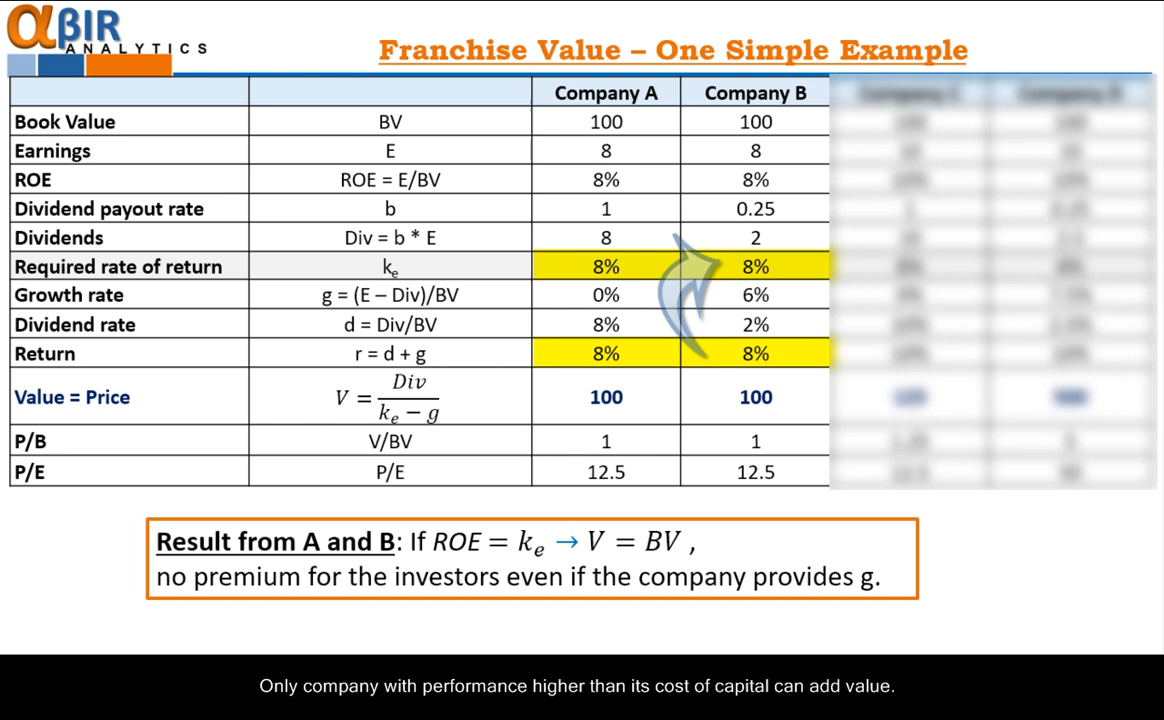 αBIR
ANALYTICS
Franchise Value – One Simple Example
Company A Company B
Book Value BV 100 100
Earnings E 8 8
ROE ROE = E/BV 8% 8%
Dividend payout rate b 1 0.25
Dividends Div = b * E 8 2
Required rate of return kₑ 8% 8%
Growth rate g = (E – Div)/BV 0% 6%
Dividend rate d = Div/BV 8% 2%
Return r = d + g 8% 8%
Value = Price V = Div / (kₑ − g) 100 100
P/B V/BV 1 1
P/E P/E 12.5 12.5
Result from A and B: If ROE = kₑ → V = BV ,
no premium for the investors even if the company provides g.
Only company with performance higher than its cost of capital can add value.